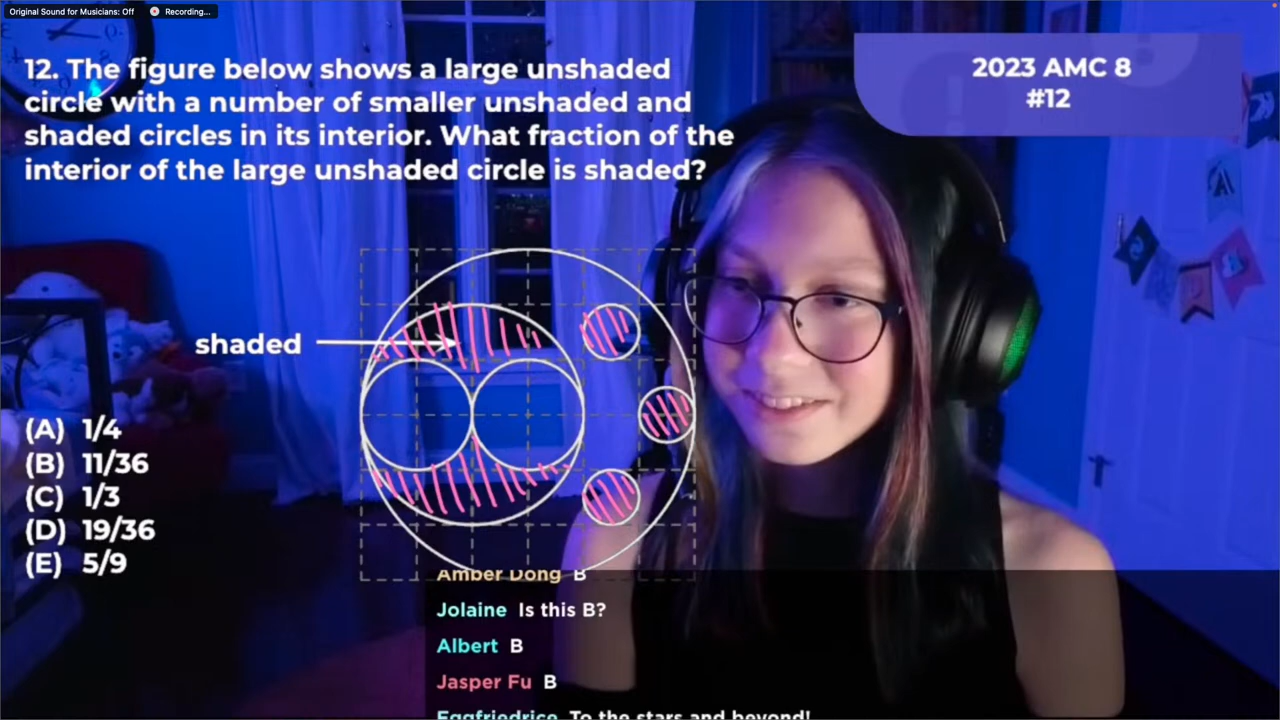 Original Sound for Musicians: Off
Recording...
12. The figure below shows a large unshaded
circle with a number of smaller unshaded and
shaded circles in its interior. What fraction of the
interior of the large unshaded circle is shaded?
2023 AMC 8
#12
shaded
(A) 1/4
(B) 11/36
(C) 1/3
(D) 19/36
(E) 5/9
Amber Dong B
Jolaine Is this B?
Albert B
Jasper Fu B
Eggfriedrice To the stars and beyond!